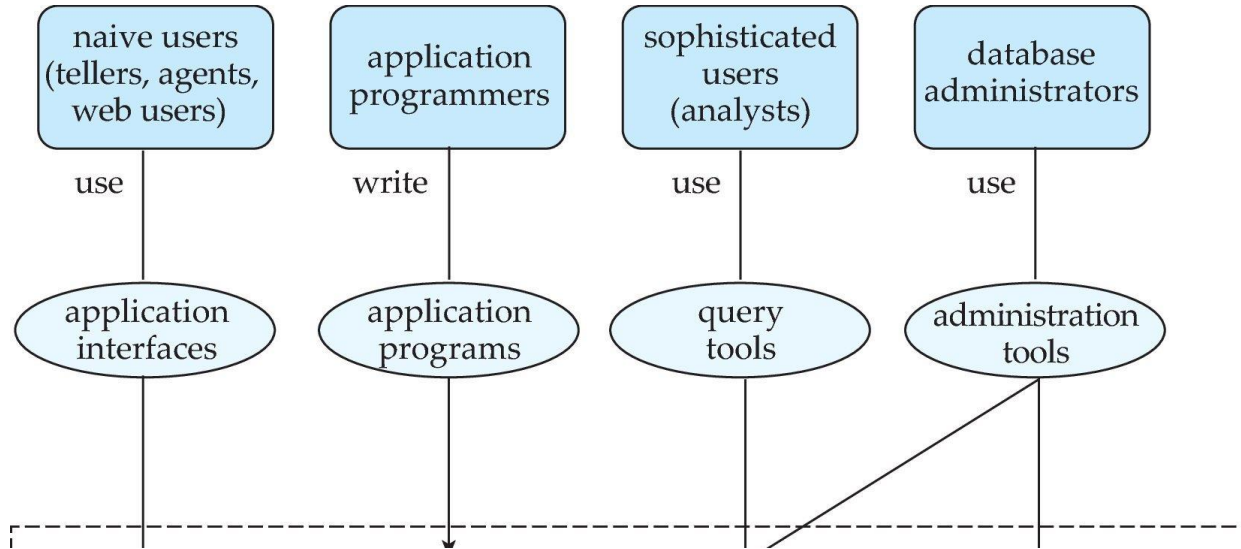 naive users
(tellers, agents,
web users)
application
programmers
sophisticated
users
(analysts)
database
administrators
use
write
use
use
application
interfaces
application
programs
query
tools
administration
tools